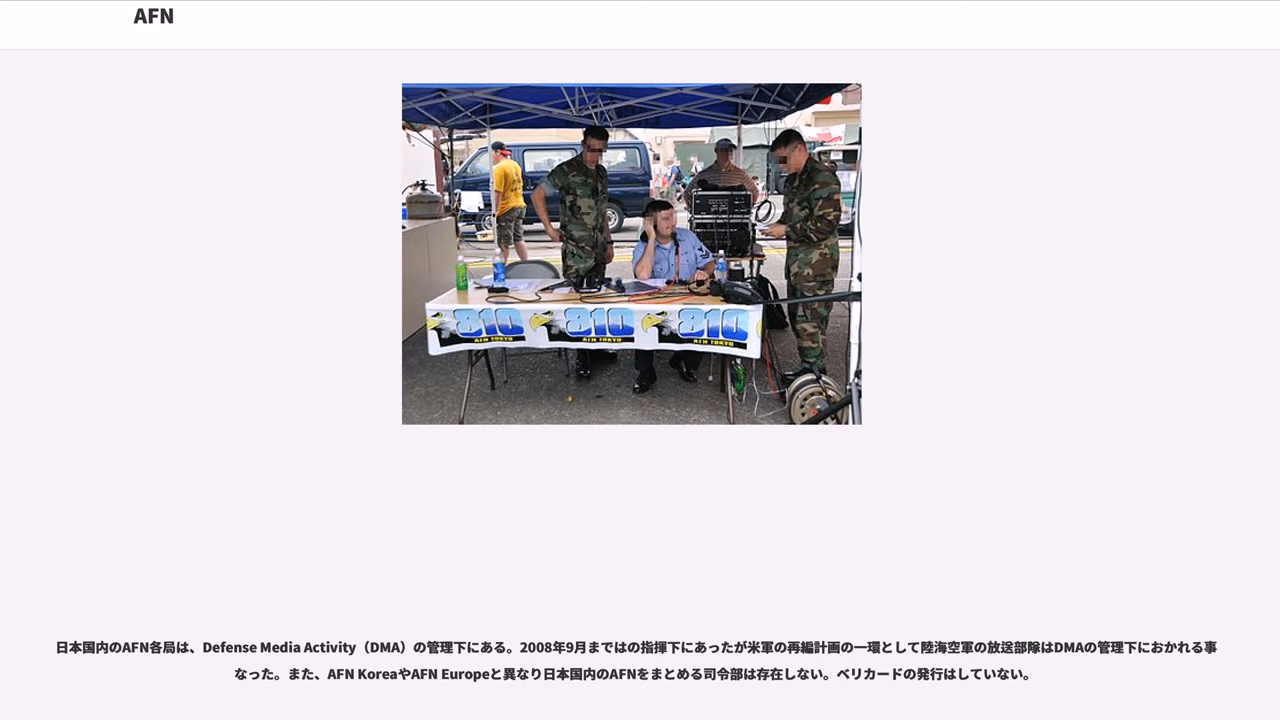 AFN
810 810 810
AFN TOKYO AFN TOKYO AFN TOKYO
日本国内のAFN各局は、Defense Media Activity（DMA）の管理下にある。2008年9月まではの指揮下にあったが米軍の再編計画の一環として陸海空軍の放送部隊はDMAの管理下におかれる事
なった。また、AFN KoreaやAFN Europeと異なり日本国内のAFNをまとめる司令部は存在しない。ベリカードの発行はしていない。